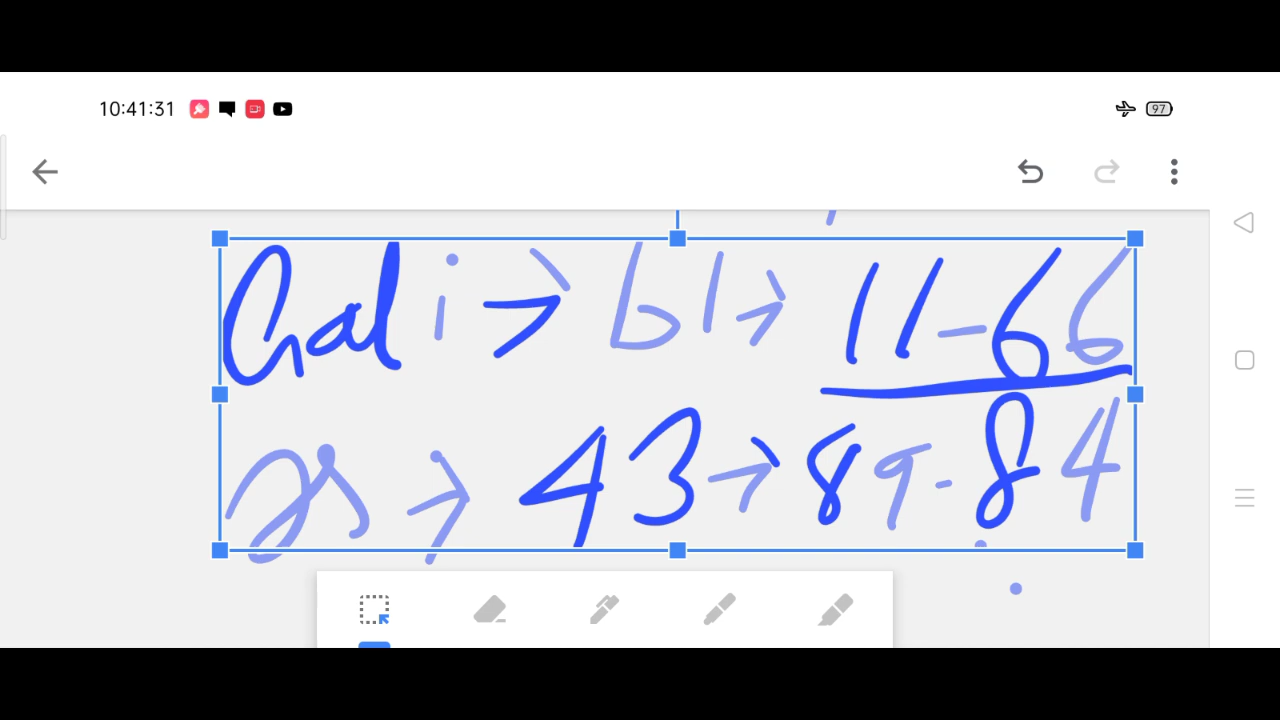 10:41:31 97
Gali → 61 → 11-66
→ 43 → 89-84